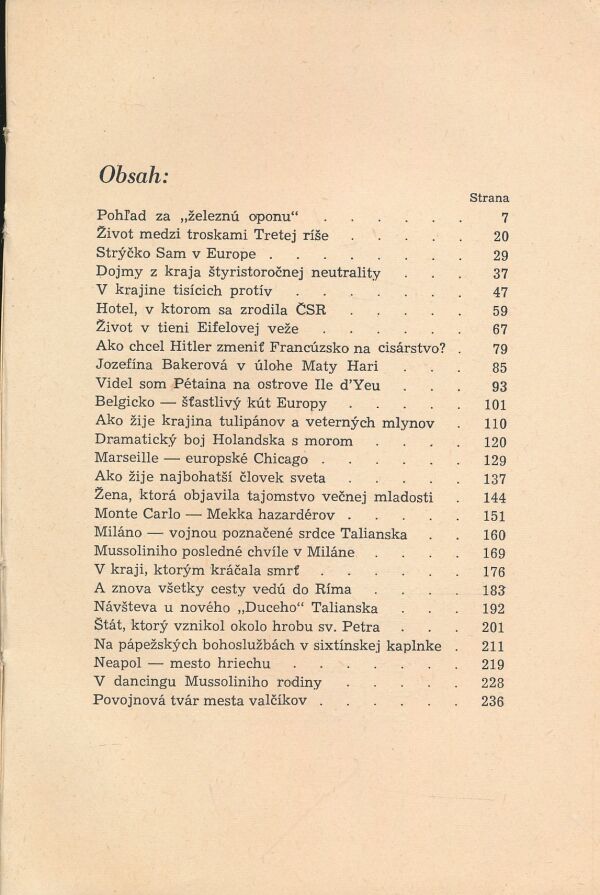 Obsah:
Strana
Pohľad za „železnú oponu“ . . . . . . 7
Život medzi troskami Tretej ríše . . . . . 20
Strýčko Sam v Europe . . . . . . . 29
Dojmy z kraja štyristoročnej neutrality . . . 37
V krajine tisícich protív . . . . . . 47
Hotel, v ktorom sa zrodila ČSR . . . . . 59
Život v tieni Eifelovej veže . . . . . 67
Ako chcel Hitler zmeniť Francúzsko na cisárstvo? . 79
Jozefína Bakerová v úlohe Maty Hari . . . 85
Videl som Pétaina na ostrove Ile d’Yeu . . . 93
Belgicko — šťastlivý kút Europy . . . . 101
Ako žije krajina tulipánov a veterných mlynov . 110
Dramatický boj Holandska s morom . . . . 120
Marseille — europské Chicago . . . . . 129
Ako žije najbohatší človek sveta . . . . . 137
Žena, ktorá objavila tajomstvo večnej mladosti . 144
Monte Carlo — Mekka hazardérov . . . . 151
Miláno — vojnou poznačené srdce Talianska . . 160
Mussoliniho posledné chvíle v Miláne . . . . 169
V kraji, ktorým kráčala smrť . . . . . 176
A znova všetky cesty vedú do Ríma . . . . 183
Návšteva u nového „Duceho“ Talianska . . . 192
Štát, ktorý vznikol okolo hrobu sv. Petra . . . 201
Na pápežských bohoslužbách v sixtínskej kaplnke . 211
Neapol — mesto hriechu . . . . . . 219
V dancingu Mussoliniho rodiny . . . . . 228
Povojnová tvár mesta valčíkov . . . . . . 236